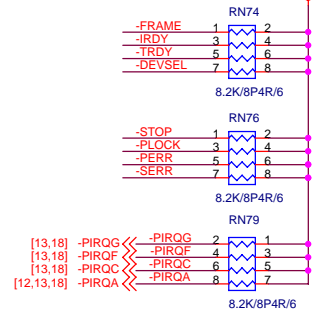 RN74
-FRAME 1 2
-IRDY 3 4
-TRDY 5 6
-DEVSEL 7 8
8.2K/8P4R/6
RN76
-STOP 1 2
-PLOCK 3 4
-PERR 5 6
-SERR 7 8
8.2K/8P4R/6
RN79
[13,18] -PIRQG -PIRQG 2 1
[13,18] -PIRQF -PIRQF 4 3
[13,18] -PIRQC -PIRQC 6 5
[12,13,18] -PIRQA -PIRQA 8 7
8.2K/8P4R/6